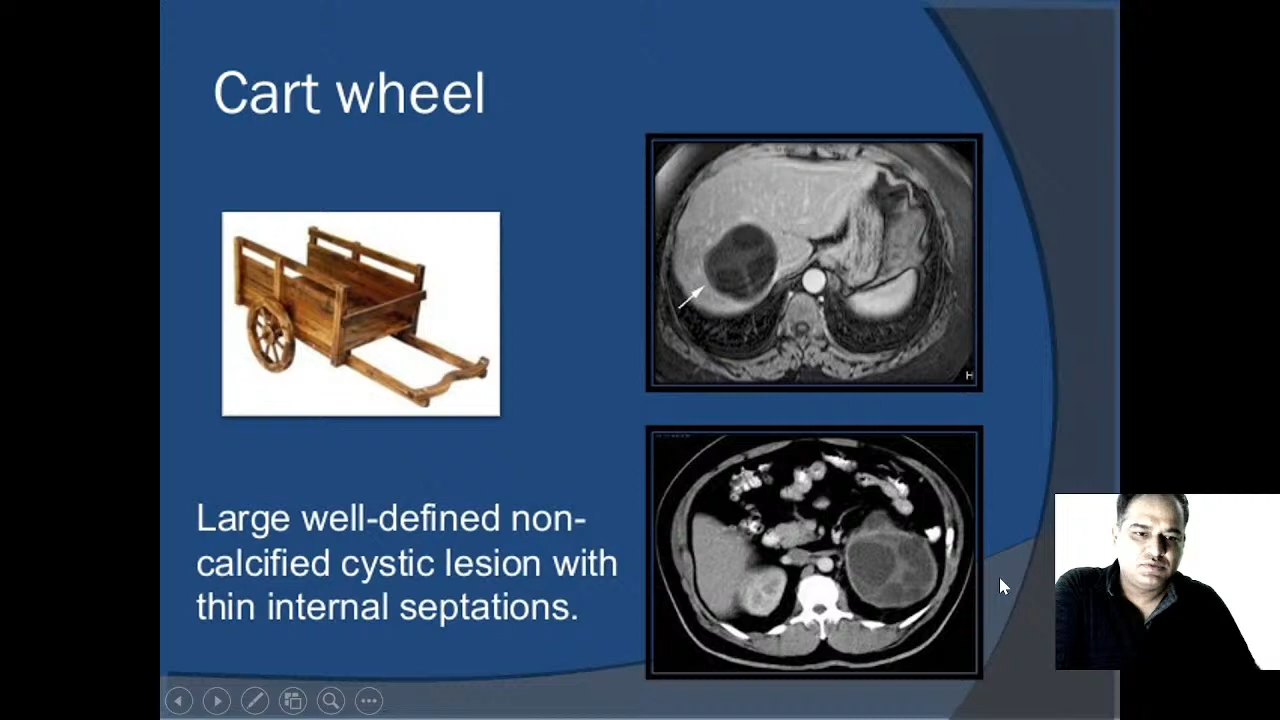 Cart wheel
H
Large well-defined non-
calcified cystic lesion with
thin internal septations.